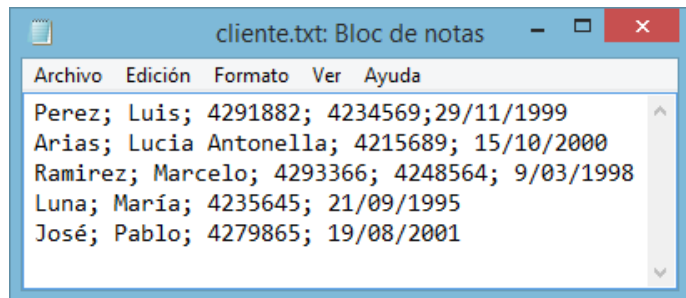 cliente.txt: Bloc de notas
Archivo Edición Formato Ver Ayuda
Perez; Luis; 4291882; 4234569;29/11/1999
Arias; Lucia Antonella; 4215689; 15/10/2000
Ramirez; Marcelo; 4293366; 4248564; 9/03/1998
Luna; María; 4235645; 21/09/1995
José; Pablo; 4279865; 19/08/2001